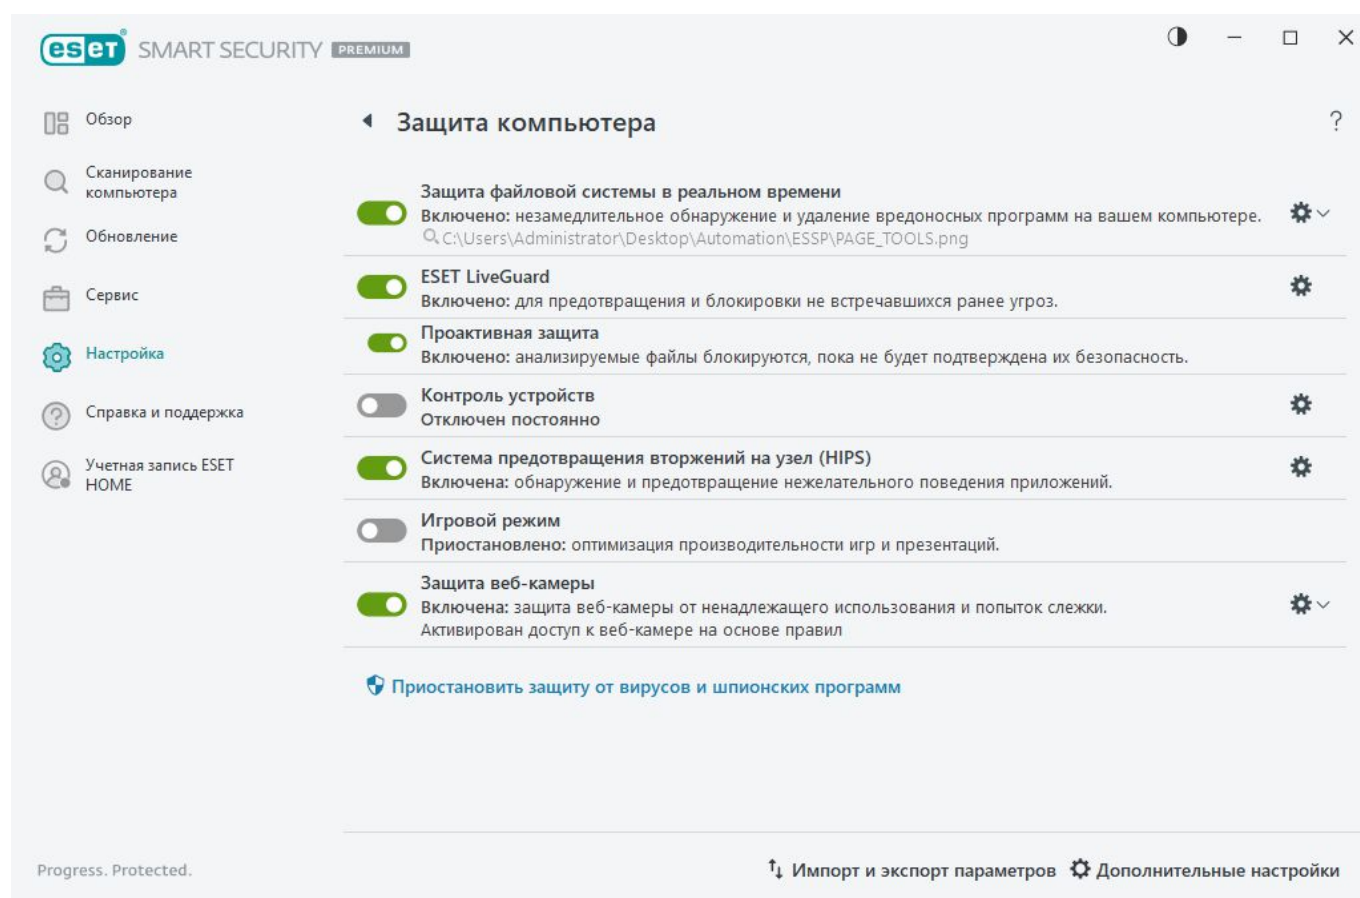 eset SMART SECURITY PREMIUM
Обзор
Сканирование
компьютера
Обновление
Сервис
Настройка
Справка и поддержка
Учетная запись ESET
HOME
Защита компьютера
?
Защита файловой системы в реальном времени
Включено: незамедлительное обнаружение и удаление вредоносных программ на вашем компьютере.
C:\Users\Administrator\Desktop\Automation\ESSP\PAGE_TOOLS.png
ESET LiveGuard
Включено: для предотвращения и блокировки не встречавшихся ранее угроз.
Проактивная защита
Включено: анализируемые файлы блокируются, пока не будет подтверждена их безопасность.
Контроль устройств
Отключен постоянно
Система предотвращения вторжений на узел (HIPS)
Включена: обнаружение и предотвращение нежелательного поведения приложений.
Игровой режим
Приостановлено: оптимизация производительности игр и презентаций.
Защита веб-камеры
Включена: защита веб-камеры от ненадлежащего использования и попыток слежки.
Активирован доступ к веб-камере на основе правил
Приостановить защиту от вирусов и шпионских программ
Progress. Protected.
Импорт и экспорт параметров Дополнительные настройки